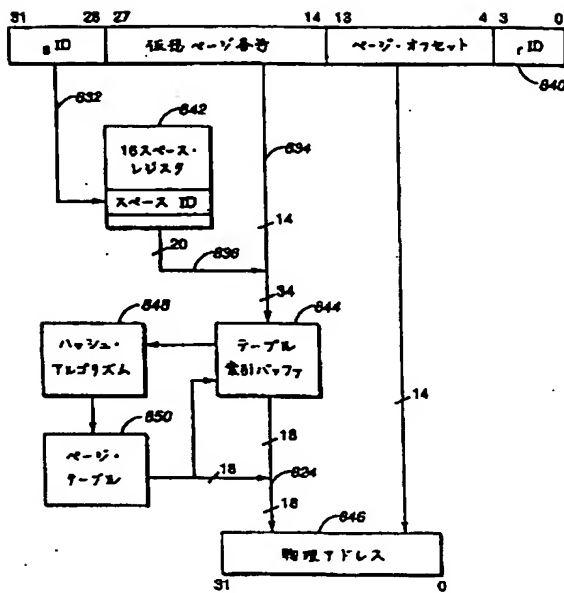 31 28 27 14 13 4 3 0
s ID 仮想ページ番号 ページ・オフセット r ID
832 842 840
16スペース・
レジスタ
834
スペース ID
14
20 836
34
848 844
ハッシュ・
アルゴリズム
テーブル
索引バッファ
850
14
ページ・
テーブル
18
18 824
18 846
物理アドレス
31 0